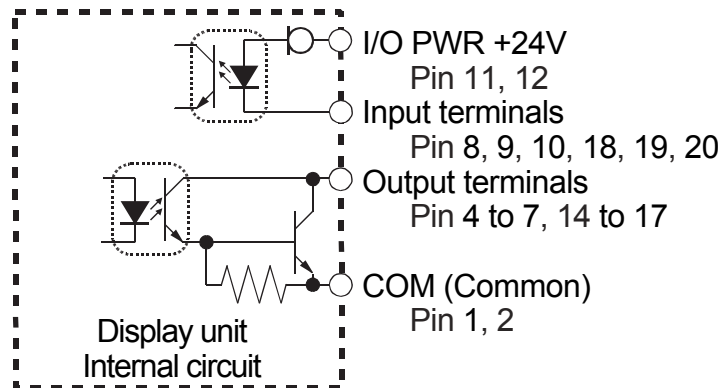 I/O PWR +24V
Pin 11, 12
Input terminals
Pin 8, 9, 10, 18, 19, 20
Output terminals
Pin 4 to 7, 14 to 17
COM (Common)
Pin 1, 2
Display unit
Internal circuit